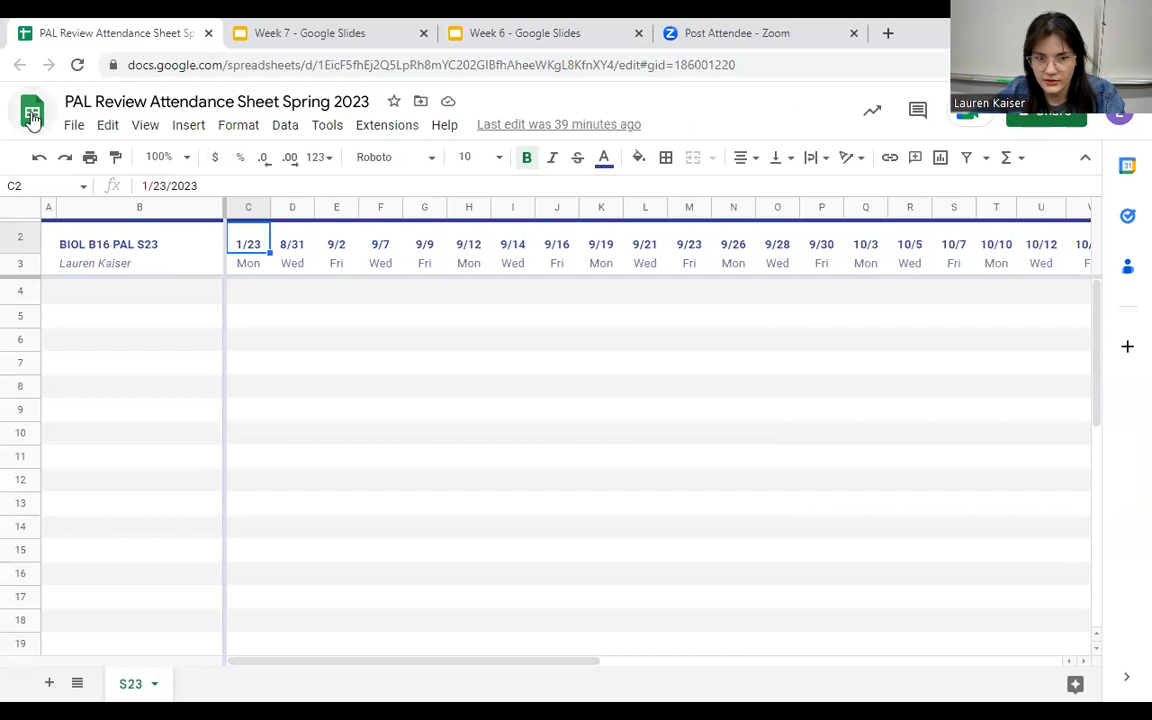 PAL Review Attendance Sheet Sp
Week 7 - Google Slides
Week 6 - Google Slides
Post Attendee - Zoom
docs.google.com/spreadsheets/d/1EicF5fhEj2Q5LpRh8mYC202GIBfhAheeWKgL8KfnXY4/edit#gid=186001220
Lauren Kaiser
PAL Review Attendance Sheet Spring 2023
File Edit View Insert Format Data Tools Extensions Help Last edit was 39 minutes ago
100% $ % .0 .00 123 Roboto 10 B I S A
C2 fx 1/23/2023
A B C D E F G H I J K L M N O P Q R S T U
2 BIOL B16 PAL S23 1/23 8/31 9/2 9/7 9/9 9/12 9/14 9/16 9/19 9/21 9/23 9/26 9/28 9/30 10/3 10/5 10/7 10/10 10/12 10/
3 Lauren Kaiser Mon Wed Fri Wed Fri Mon Wed Fri Mon Wed Fri Mon Wed Fri Mon Wed Fri Mon Wed F
4
5
6
7
8
9
10
11
12
13
14
15
16
17
18
19
S23